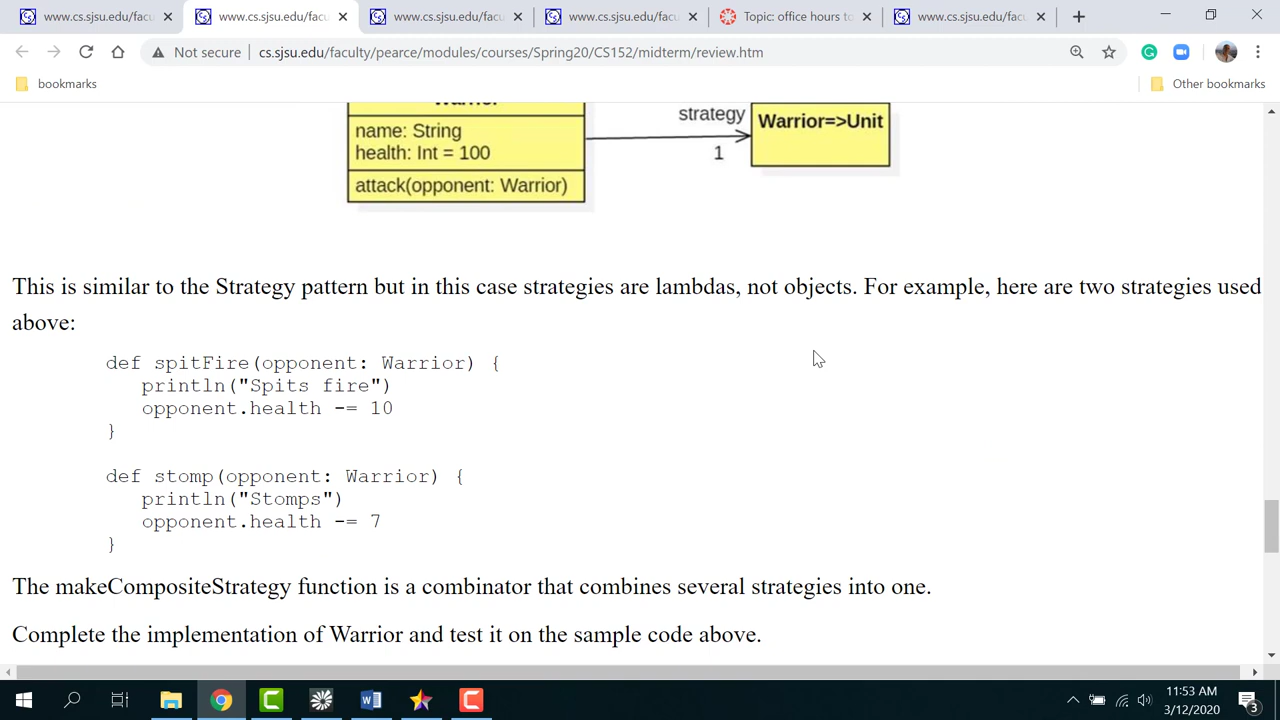 www.cs.sjsu.edu/facu
www.cs.sjsu.edu/facu
www.cs.sjsu.edu/facu
www.cs.sjsu.edu/facu
Topic: office hours to
www.cs.sjsu.edu/facu
Not secure
cs.sjsu.edu/faculty/pearce/modules/courses/Spring20/CS152/midterm/review.htm
bookmarks
Other bookmarks
Warrior
name: String
health: Int = 100
attack(opponent: Warrior)
strategy
1
Warrior=>Unit
This is similar to the Strategy pattern but in this case strategies are lambdas, not objects. For example, here are two strategies used
above:
def spitFire(opponent: Warrior) {
println("Spits fire")
opponent.health -= 10
}
def stomp(opponent: Warrior) {
println("Stomps")
opponent.health -= 7
}
The makeCompositeStrategy function is a combinator that combines several strategies into one.
Complete the implementation of Warrior and test it on the sample code above.
11:53 AM
3/12/2020
3